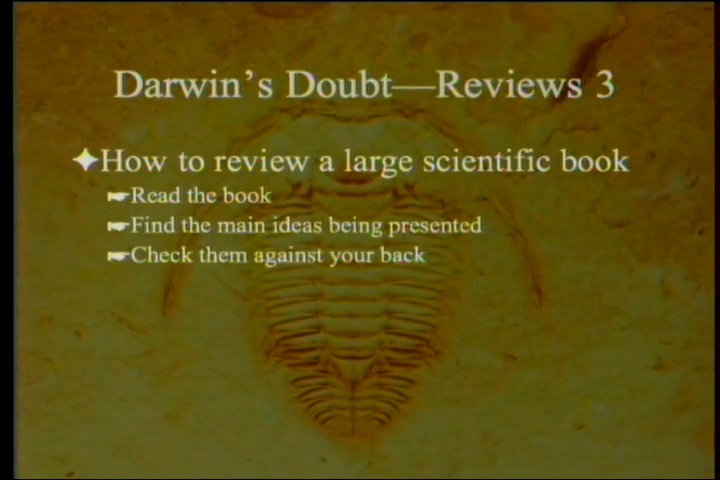 Darwin's Doubt—Reviews 3
How to review a large scientific book
Read the book
Find the main ideas being presented
Check them against your back